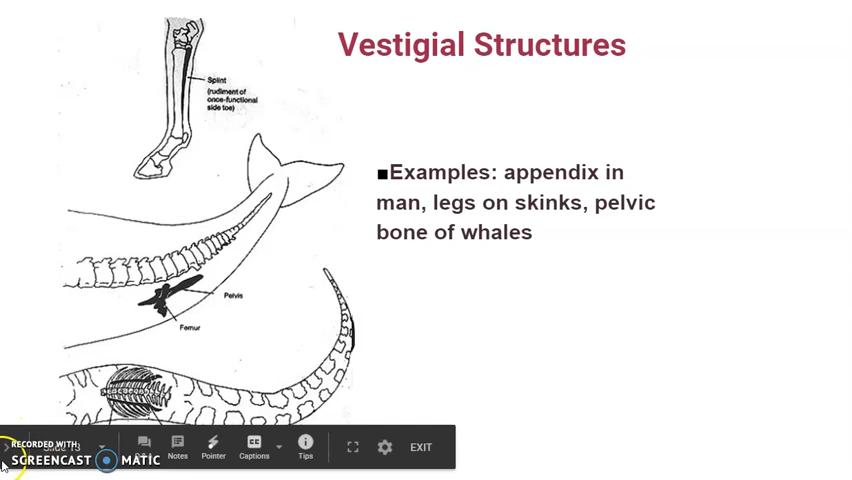 Vestigial Structures
Splint
(rudiment of
once-functional
side toe)
■Examples: appendix in
man, legs on skinks, pelvic
bone of whales
Pelvis
Femur
RECORDED WITH
SCREENCAST MATIC
Notes
Pointer
Captions
Tips
EXIT